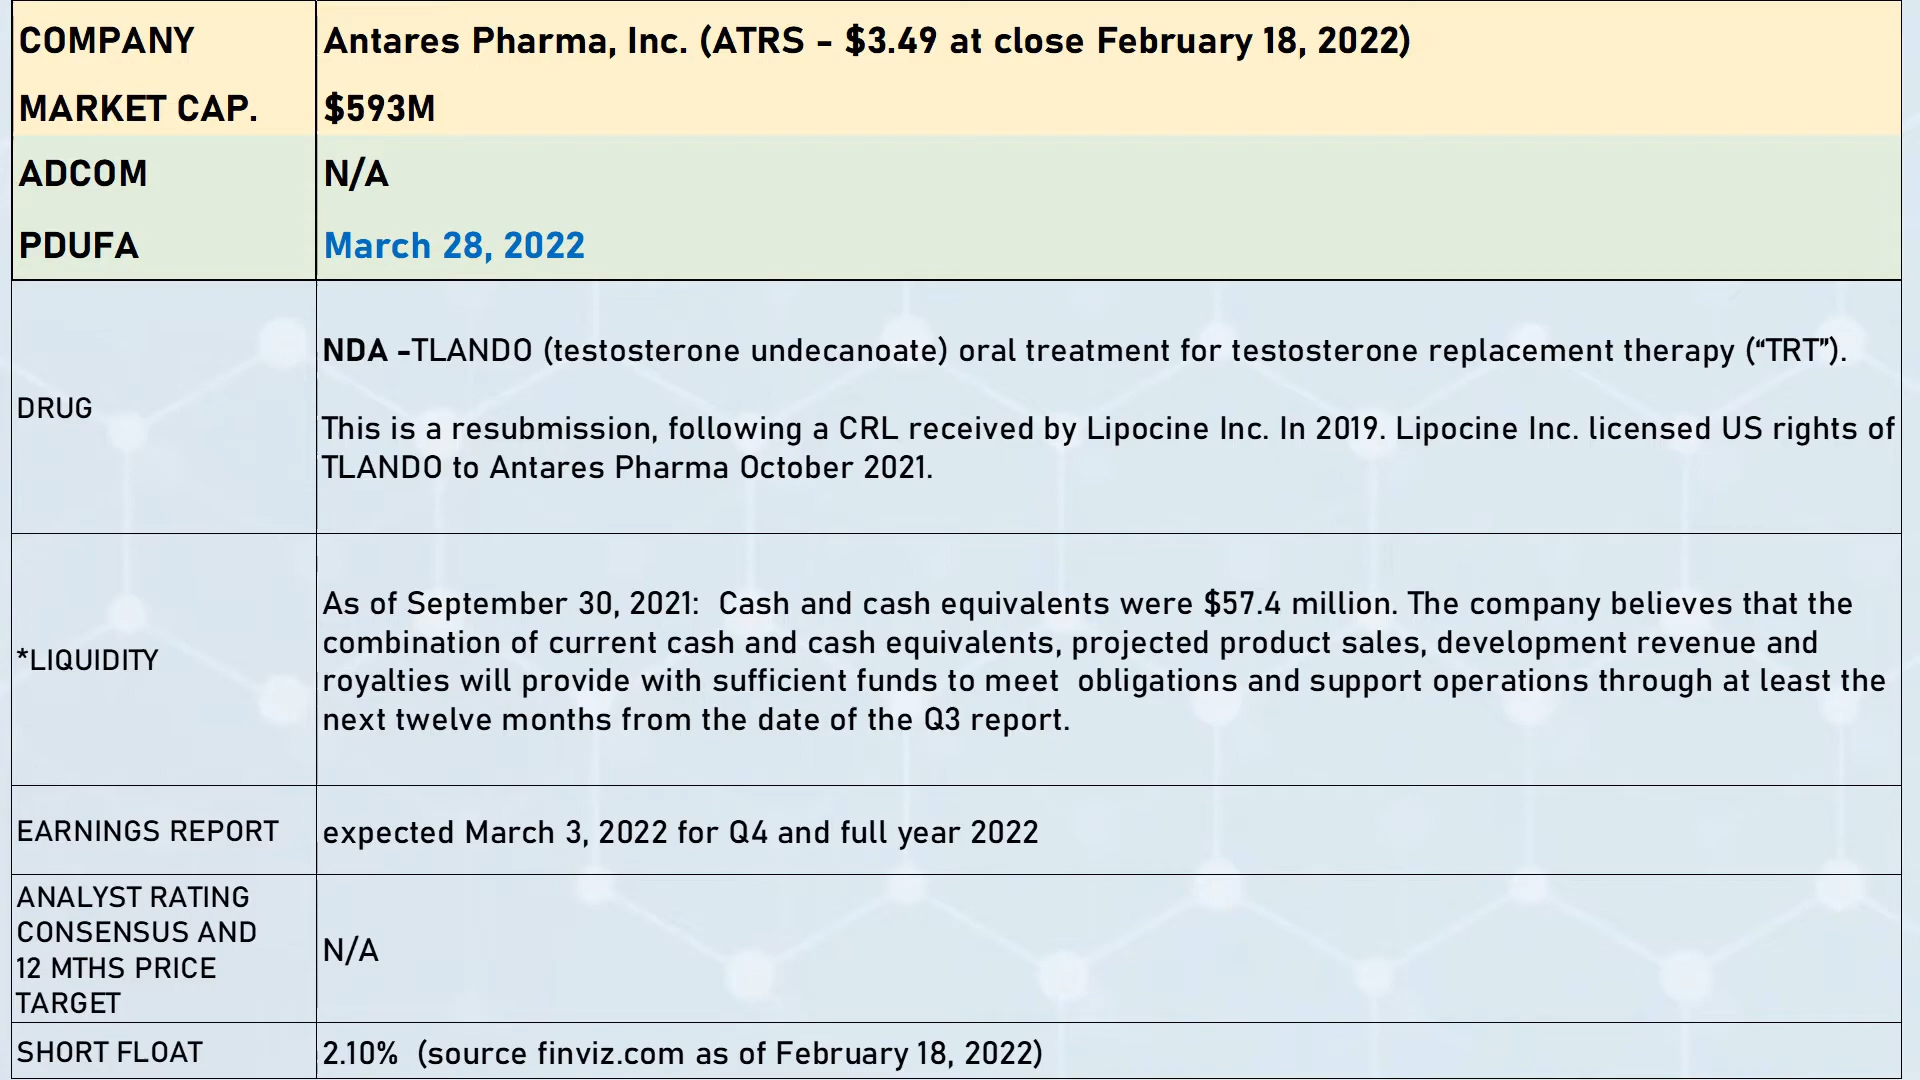 COMPANY
Antares Pharma, Inc. (ATRS - $3.49 at close February 18, 2022)
MARKET CAP.
$593M
ADCOM
N/A
PDUFA
March 28, 2022
DRUG
NDA -TLANDO (testosterone undecanoate) oral treatment for testosterone replacement therapy (“TRT”).
This is a resubmission, following a CRL received by Lipocine Inc. In 2019. Lipocine Inc. licensed US rights of
TLANDO to Antares Pharma October 2021.
*LIQUIDITY
As of September 30, 2021:  Cash and cash equivalents were $57.4 million. The company believes that the
combination of current cash and cash equivalents, projected product sales, development revenue and
royalties will provide with sufficient funds to meet  obligations and support operations through at least the
next twelve months from the date of the Q3 report.
EARNINGS REPORT
expected March 3, 2022 for Q4 and full year 2022
ANALYST RATING
CONSENSUS AND
12 MTHS PRICE
TARGET
N/A
SHORT FLOAT
2.10%  (source finviz.com as of February 18, 2022)